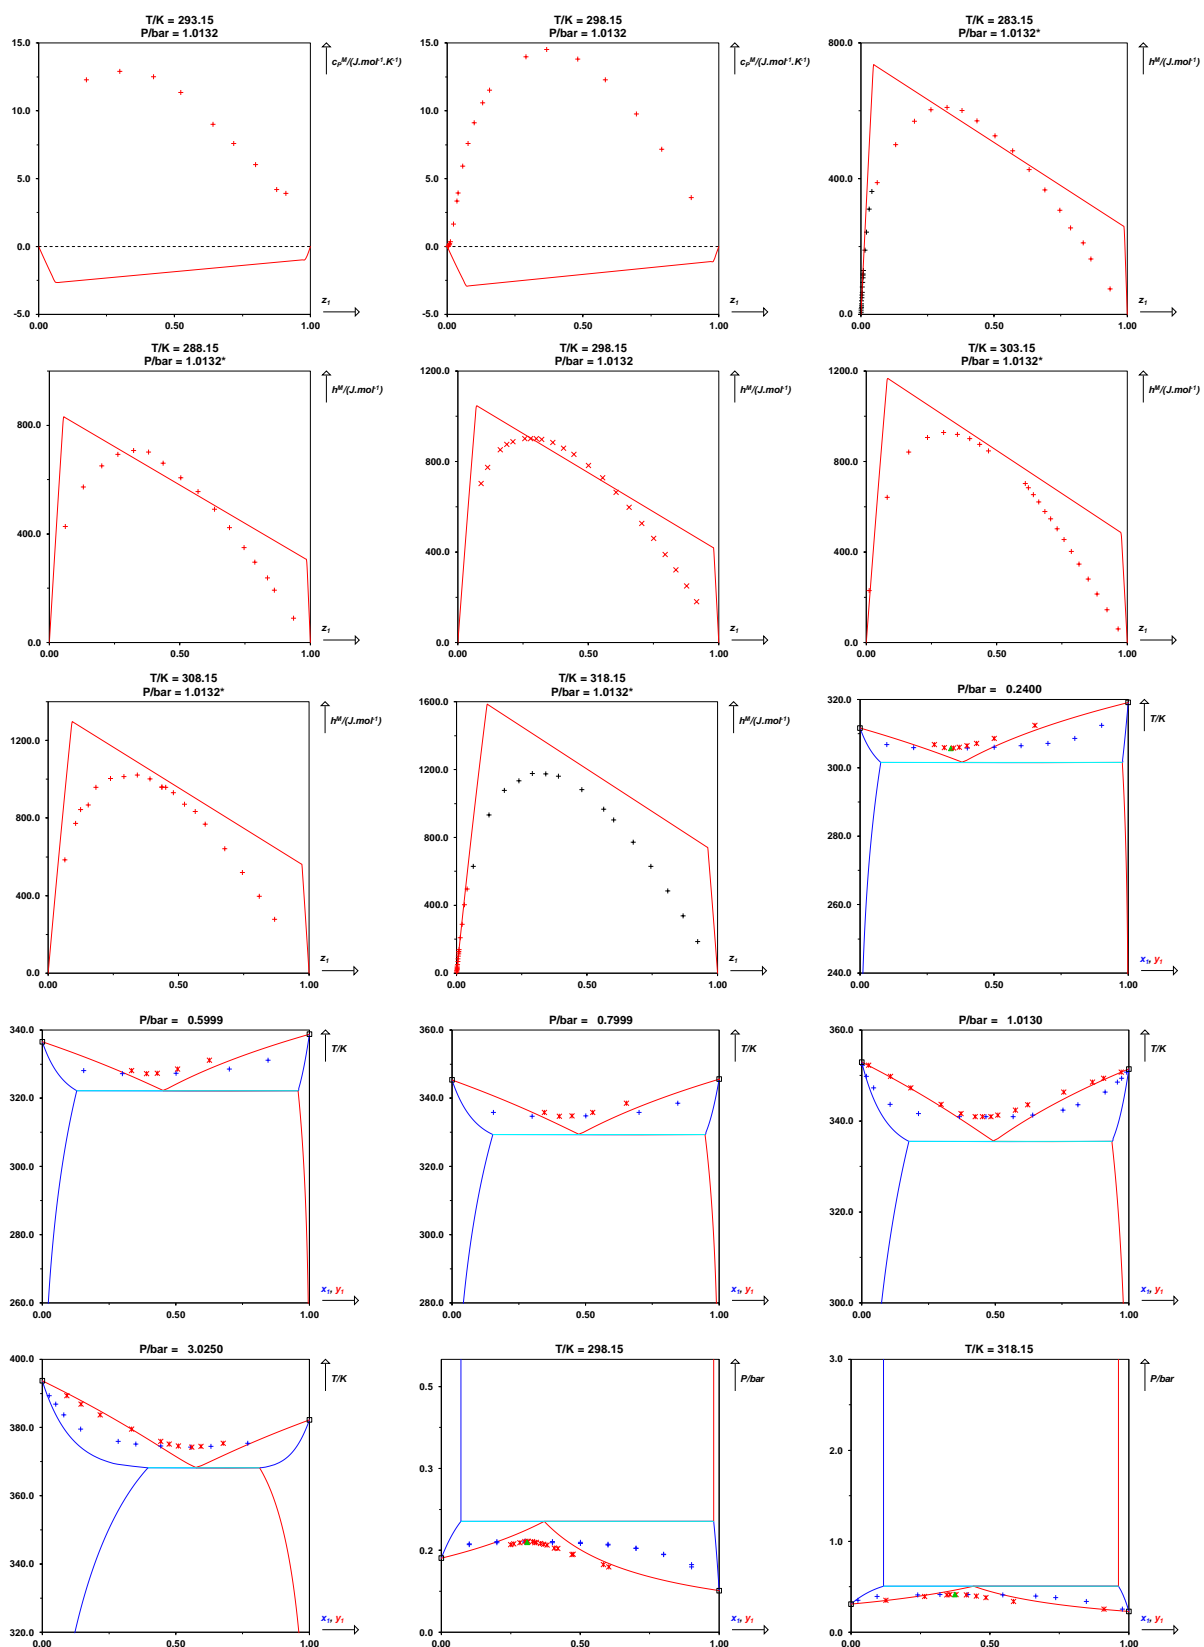 T/K = 293.15
P/bar = 1.0132
15.0
10.0
5.0
0.0
-5.0
0.00
0.50
1.00
cₚᴹ/(J.mol⁻¹.K⁻¹)
z₁
T/K = 298.15
P/bar = 1.0132
15.0
10.0
5.0
0.0
-5.0
0.00
0.50
1.00
cₚᴹ/(J.mol⁻¹.K⁻¹)
z₁
T/K = 283.15
P/bar = 1.0132*
800.0
400.0
0.0
0.00
0.50
1.00
hᴹ/(J.mol⁻¹)
z₁
T/K = 288.15
P/bar = 1.0132*
800.0
400.0
0.0
0.00
0.50
1.00
hᴹ/(J.mol⁻¹)
z₁
T/K = 298.15
P/bar = 1.0132
1200.0
800.0
400.0
0.0
0.00
0.50
1.00
hᴹ/(J.mol⁻¹)
z₁
T/K = 303.15
P/bar = 1.0132*
1200.0
800.0
400.0
0.0
0.00
0.50
1.00
hᴹ/(J.mol⁻¹)
z₁
T/K = 308.15
P/bar = 1.0132*
1200.0
800.0
400.0
0.0
0.00
0.50
1.00
hᴹ/(J.mol⁻¹)
z₁
T/K = 318.15
P/bar = 1.0132*
1600.0
1200.0
800.0
400.0
0.0
0.00
0.50
1.00
hᴹ/(J.mol⁻¹)
z₁
P/bar = 0.2400
320.0
300.0
280.0
260.0
240.0
0.00
0.50
1.00
T/K
x₁, y₁
P/bar = 0.5999
340.0
320.0
300.0
280.0
260.0
0.00
0.50
1.00
T/K
x₁, y₁
P/bar = 0.7999
360.0
340.0
320.0
300.0
280.0
0.00
0.50
1.00
T/K
x₁, y₁
P/bar = 1.0130
360.0
340.0
320.0
300.0
0.00
0.50
1.00
T/K
x₁, y₁
P/bar = 3.0250
400.0
380.0
360.0
340.0
320.0
0.00
0.50
1.00
T/K
x₁, y₁
T/K = 298.15
0.5
0.3
0.2
0.0
0.00
0.50
1.00
P/bar
x₁, y₁
T/K = 318.15
3.0
2.0
1.0
0.0
0.00
0.50
1.00
P/bar
x₁, y₁